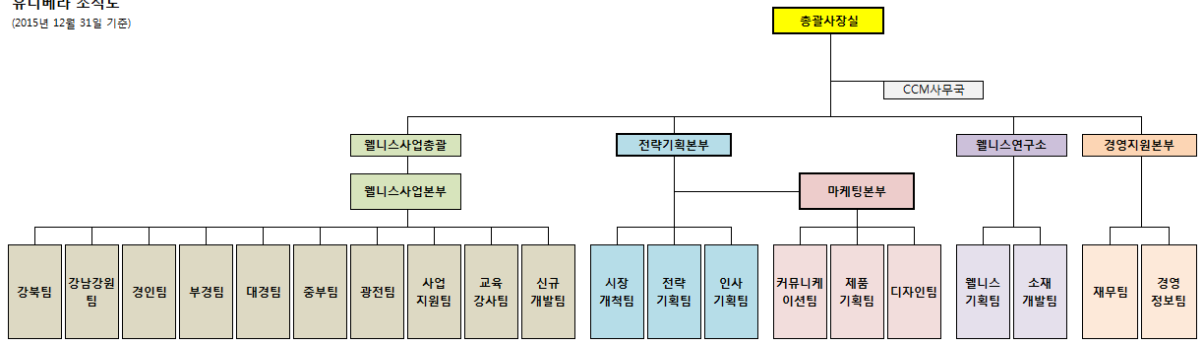 유니베라 조직도
(2015년 12월 31일 기준)
총괄사장실
CCM사무국
웰니스사업총괄
전략기획본부
웰니스연구소
경영지원본부
웰니스사업본부
마케팅본부
강북팀
강남강원
팀
경인팀
부경팀
대경팀
중부팀
광전팀
사업
지원팀
교육
강사팀
신규
개발팀
시장
개척팀
전략
기획팀
인사
기획팀
커뮤니케
이션팀
제품
기획팀
디자인팀
웰니스
기획팀
소재
개발팀
재무팀
경영
정보팀